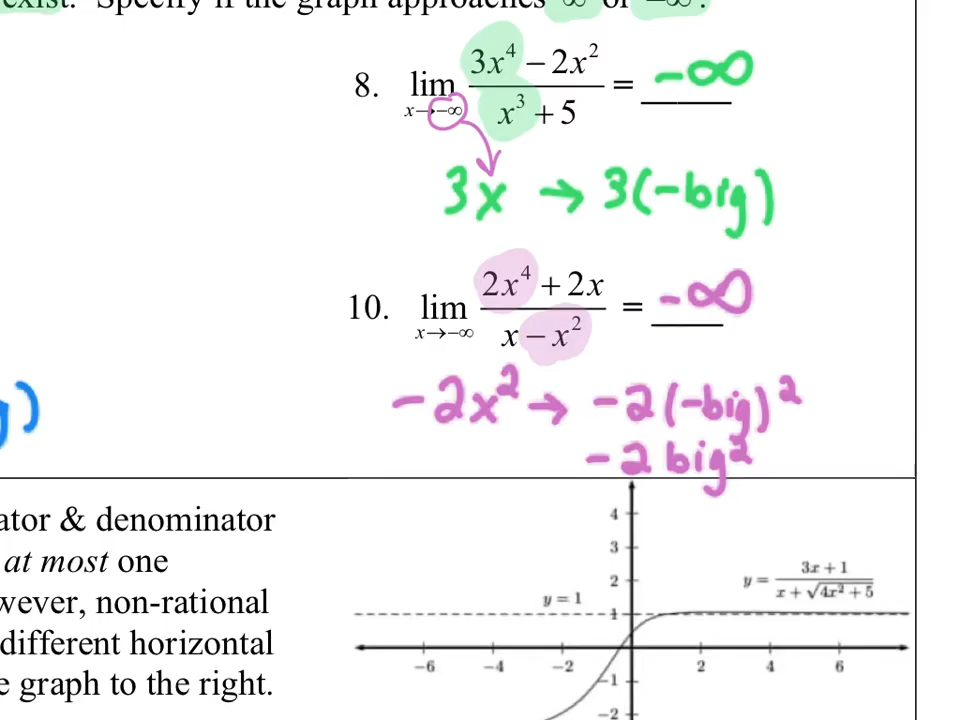 exist. Specify if the graph approaches ∞ or −∞.
8. lim x→−∞ (3x⁴ − 2x²)/(x³ + 5) = -∞
3x → 3(-big)
10. lim x→−∞ (2x⁴ + 2x)/(x − x²) = -∞
-2x² → -2(-big)²
g)
-2 big²
ator & denominator
at most one
wever, non-rational
different horizontal
e graph to the right.
4
3
2
y = (3x + 1)/(x + √(4x² + 5))
y = 1
1
-6 -4 -2 2 4 6
-1
-2